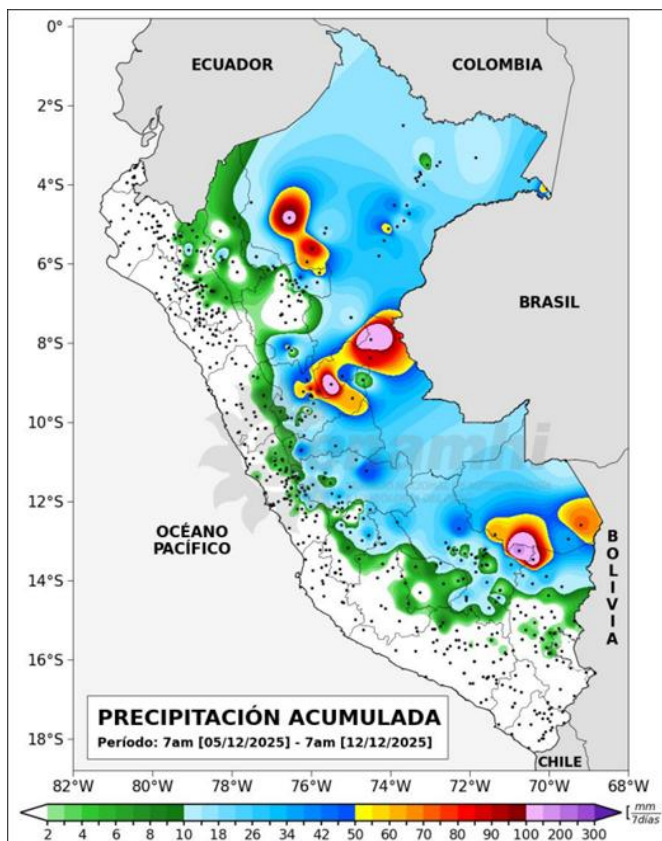 0°
2°S
4°S
6°S
8°S
10°S
12°S
14°S
16°S
18°S
ECUADOR
COLOMBIA
BRASIL
OCÉANO
PACÍFICO
BOLIVIA
CHILE
PRECIPITACIÓN ACUMULADA
Período: 7am [05/12/2025] - 7am [12/12/2025]
82°W 80°W 78°W 76°W 74°W 72°W 70°W 68°W
2 4 6 8 10 18 26 34 42 50 60 70 80 90 100 200 300
[mm
7días